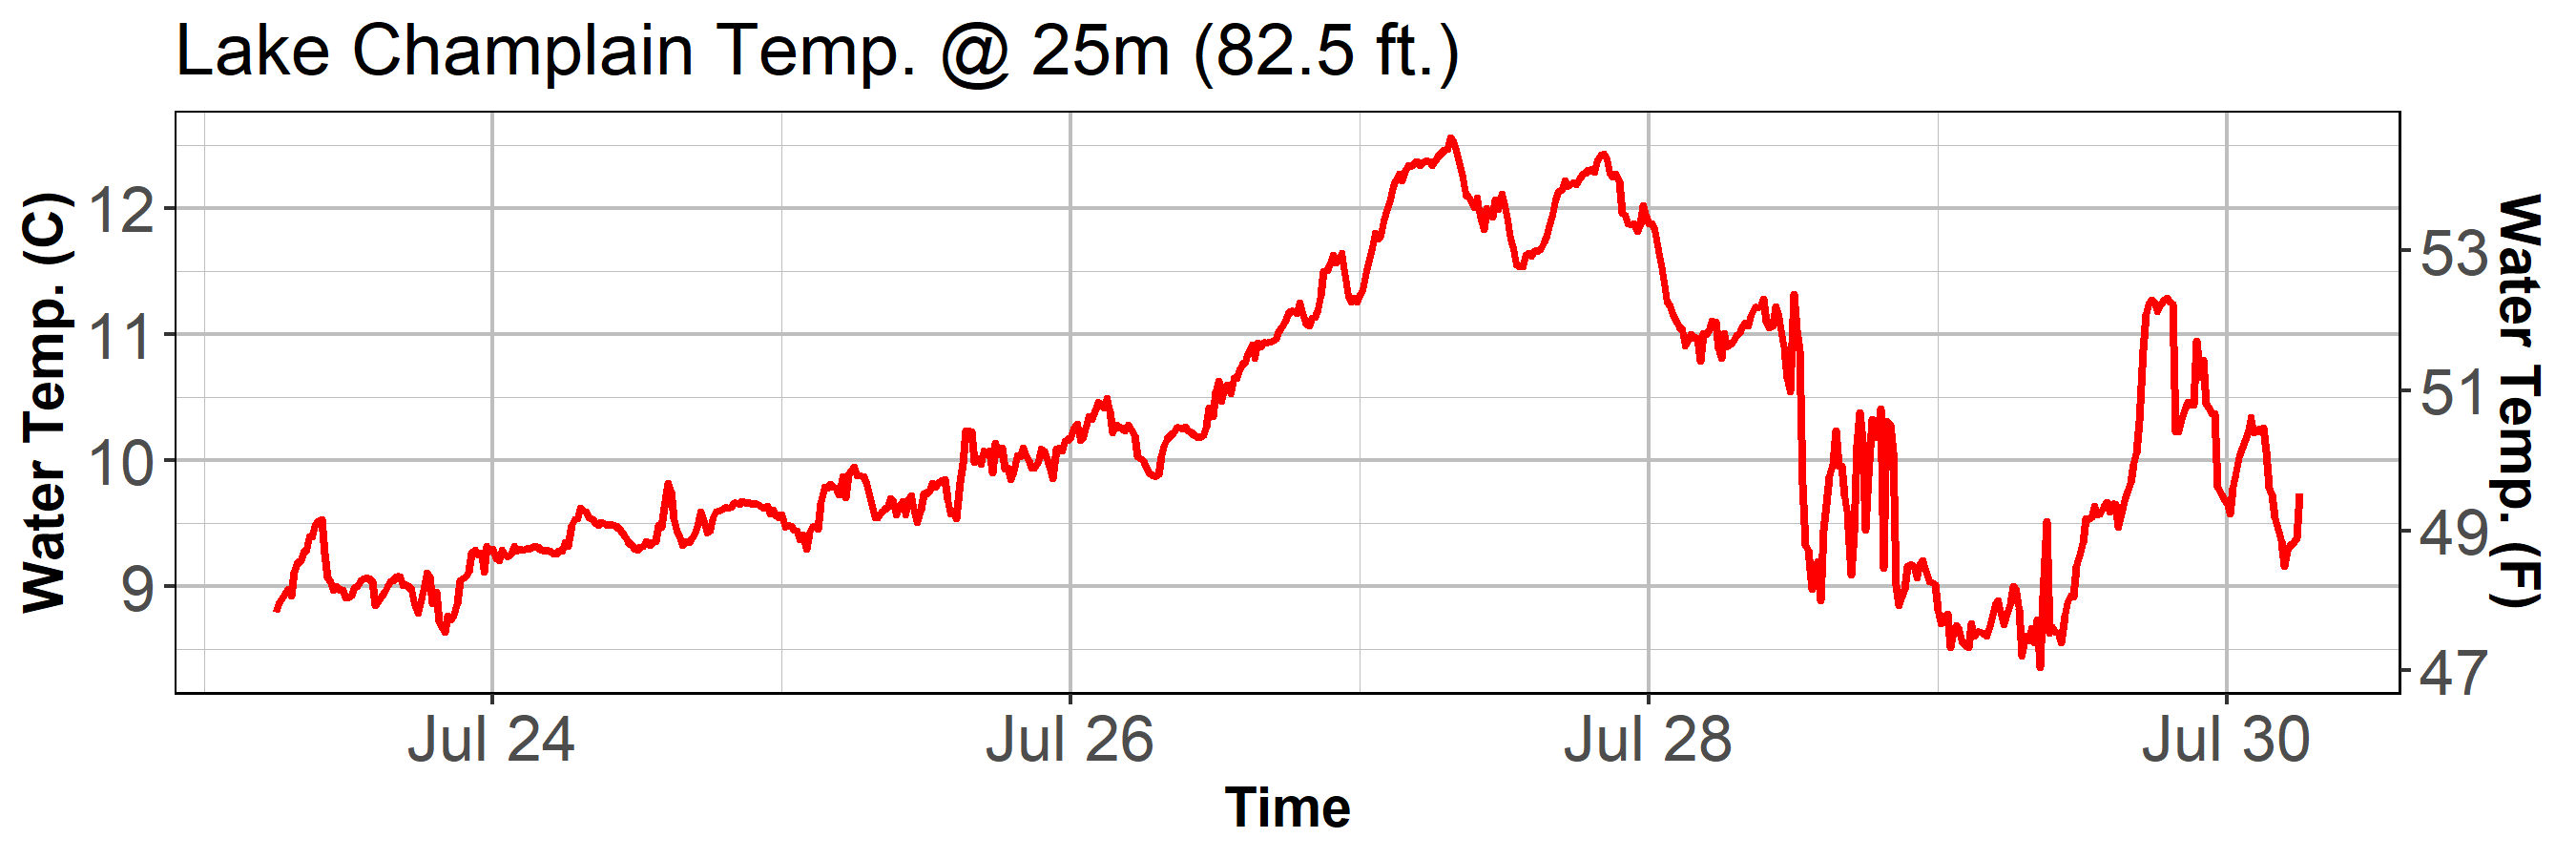 Lake Champlain Temp. @ 25m (82.5 ft.)
Water Temp. (C)
12
11
10
9
53
51
49
47
Water Temp. (F)
Jul 24
Jul 26
Jul 28
Jul 30
Time